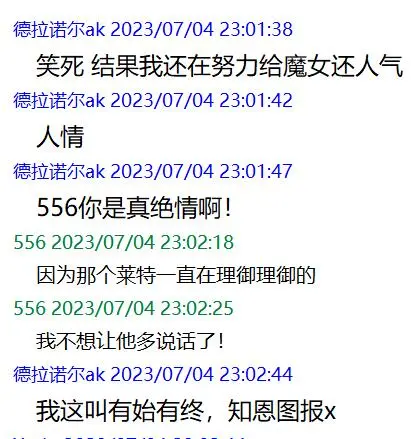 德拉诺尔ak 2023/07/04 23:01:38
笑死 结果我还在努力给魔女还人气
德拉诺尔ak 2023/07/04 23:01:42
人情
德拉诺尔ak 2023/07/04 23:01:47
556你是真绝情啊！
556 2023/07/04 23:02:18
因为那个莱特一直在理御理御的
556 2023/07/04 23:02:25
我不想让他多说话了！
德拉诺尔ak 2023/07/04 23:02:44
我这叫有始有终，知恩图报x